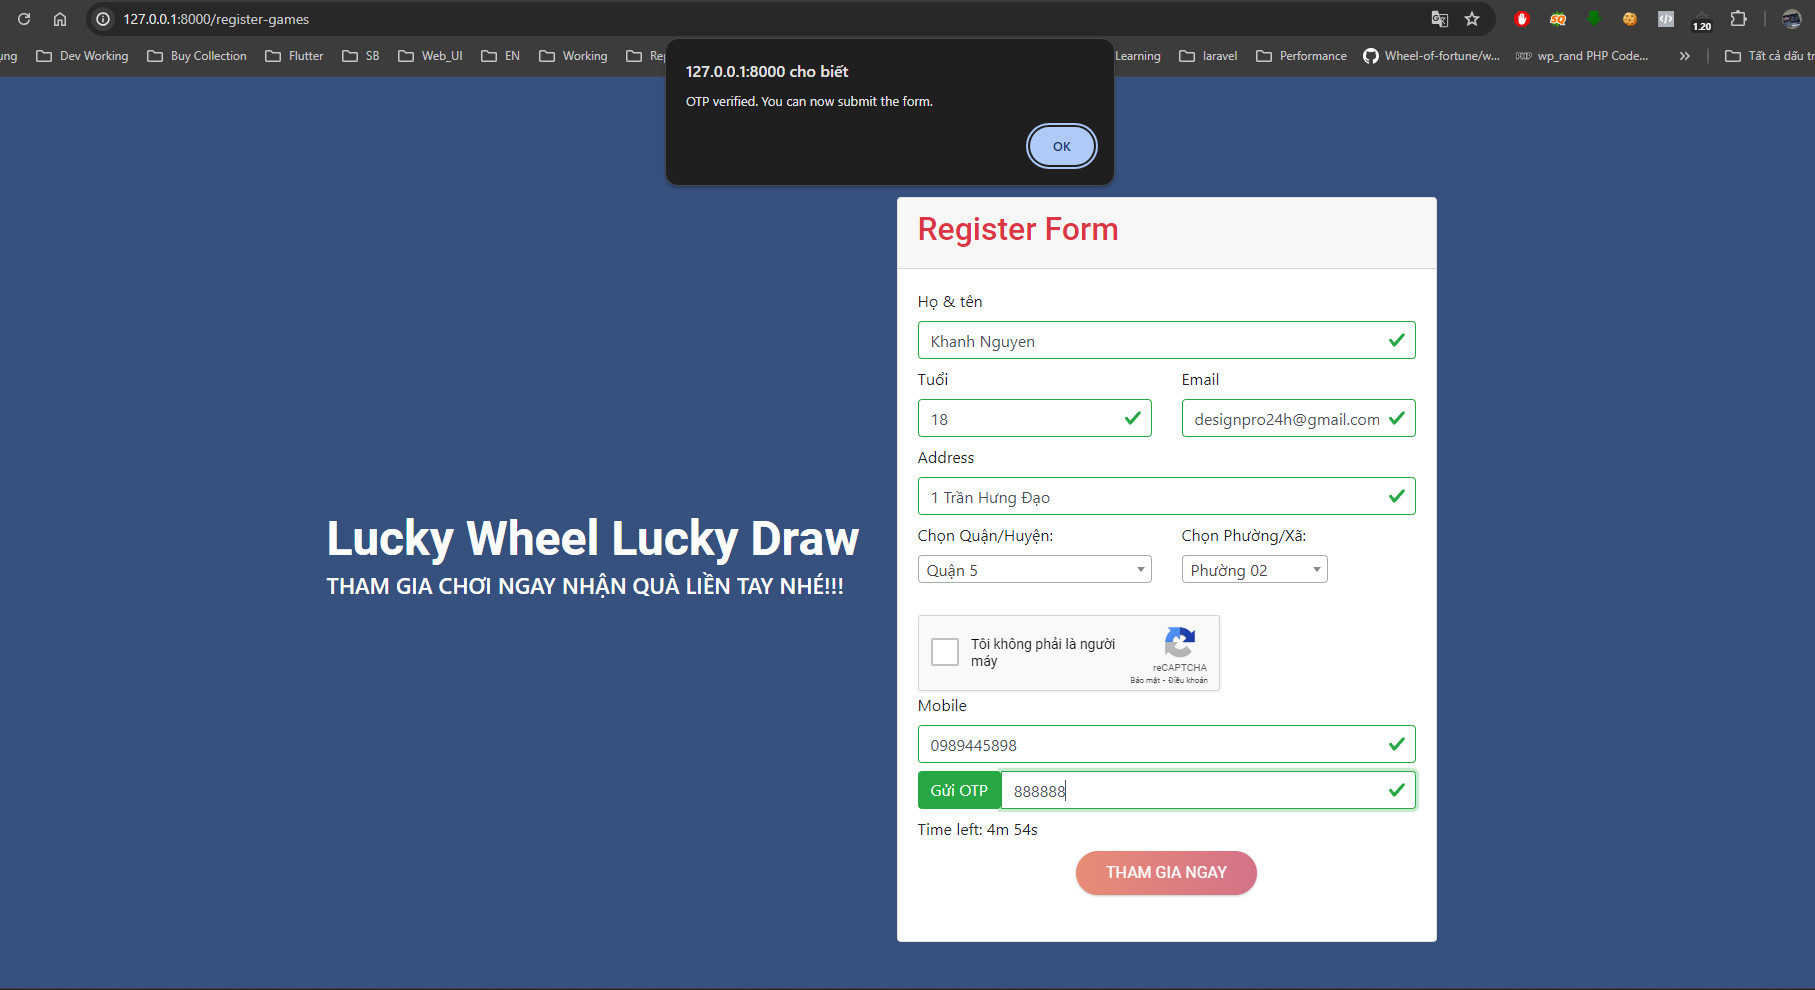 127.0.0.1:8000/register-games
1.20
ụng
Dev Working
Buy Collection
Flutter
SB
Web_UI
EN
Working
Rep
Learning
laravel
Performance
Wheel-of-fortune/w...
wp_rand PHP Code...
Tất cả dấu tr
127.0.0.1:8000 cho biết
OTP verified. You can now submit the form.
OK
Lucky Wheel Lucky Draw
THAM GIA CHƠI NGAY NHẬN QUÀ LIỀN TAY NHÉ!!!
Register Form
Họ & tên
Khanh Nguyen
Tuổi
Email
18
designpro24h@gmail.com
Address
1 Trần Hưng Đạo
Chọn Quận/Huyện:
Chọn Phường/Xã:
Quận 5
Phường 02
Tôi không phải là người
máy
reCAPTCHA
Bảo mật - Điều khoản
Mobile
0989445898
Gửi OTP
888888
Time left: 4m 54s
THAM GIA NGAY